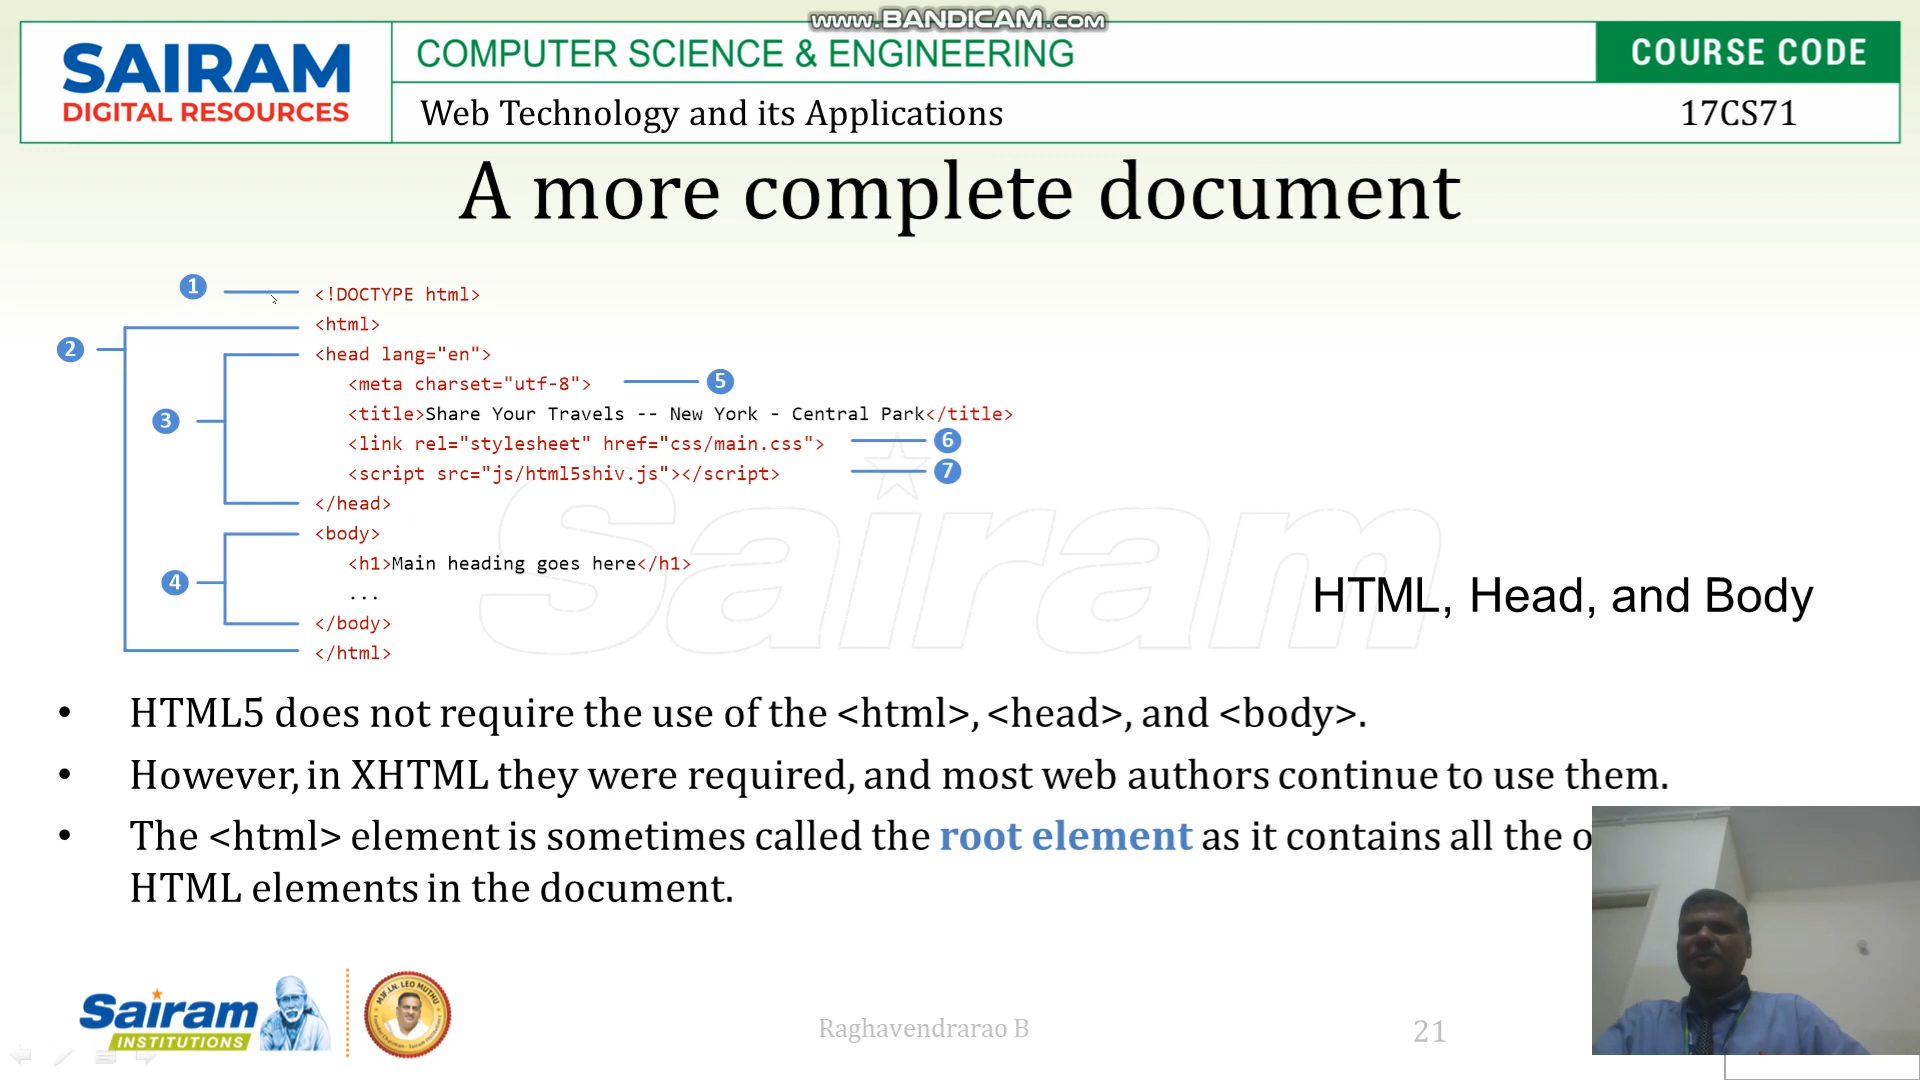 www.BANDICAM.com
SAIRAM
DIGITAL RESOURCES
COMPUTER SCIENCE & ENGINEERING
COURSE CODE
Web Technology and its Applications
17CS71
A more complete document
1
<!DOCTYPE html>
<html>
2
<head lang="en">
<meta charset="utf-8">
5
3
<title>Share Your Travels -- New York - Central Park</title>
<link rel="stylesheet" href="css/main.css">
6
<script src="js/html5shiv.js"></script>
7
</head>
<body>
<h1>Main heading goes here</h1>
4
...
</body>
</html>
Sairam
HTML, Head, and Body
• HTML5 does not require the use of the <html>, <head>, and <body>.
• However, in XHTML they were required, and most web authors continue to use them.
• The <html> element is sometimes called the root element as it contains all the o
HTML elements in the document.
Sairam
INSTITUTIONS
MJF.LN. LEO MUTHU
Raghavendrarao B
21